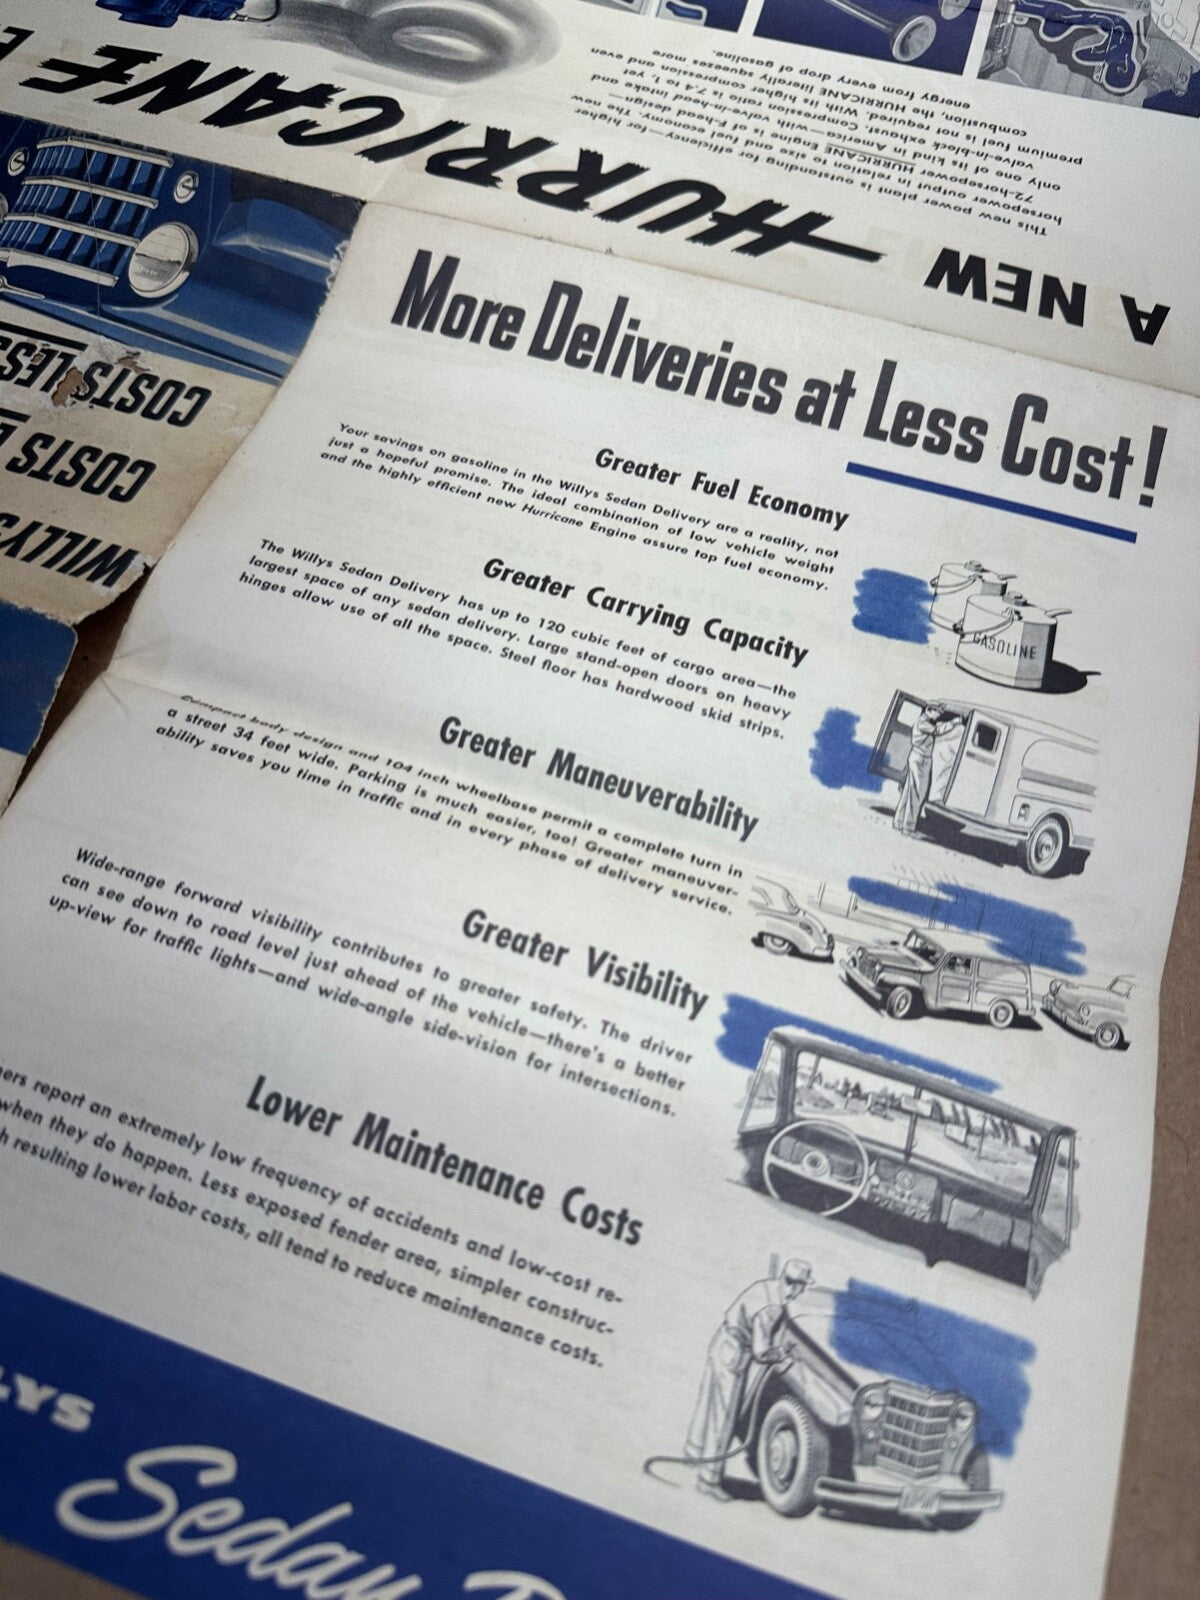 More Deliveries at Less Cost!
Greater Fuel Economy
Your savings on gasoline in the Willys Sedan Delivery are a reality, not
just a hopeful promise. The ideal combination of low vehicle weight
and the highly efficient new Hurricane Engine assure top fuel economy.
GASOLINE
Greater Carrying Capacity
The Willys Sedan Delivery has up to 120 cubic feet of cargo area—the
largest space of any sedan delivery. Large stand-open doors on heavy
hinges allow use of all the space. Steel floor has hardwood skid strips.
Greater Maneuverability
Compact body design and 104 inch wheelbase permit a complete turn in
a street 34 feet wide. Parking is much easier, too! Greater maneuver-
ability saves you time in traffic and in every phase of delivery service.
Greater Visibility
Wide-range forward visibility contributes to greater safety. The driver
can see down to road level just ahead of the vehicle—there's a better
up-view for traffic lights—and wide-angle side-vision for intersections.
Lower Maintenance Costs
report an extremely low frequency of accidents and low-cost re-
when they do happen. Less exposed fender area, simpler construc-
resulting lower labor costs, all tend to reduce maintenance costs.
LYS
Sedan
A NEW HURRICANE
This new power plant is outstanding for efficiency—for higher
horsepower output in relation to size and fuel economy. The new
72-horsepower HURRICANE Engine is of F-head design—
only one of its kind in America—with valve-in-head intake and
valve-in-block exhaust. Compression ratio is 7.4 to 1, yet
premium fuel is not required. With its higher compression and even
combustion, the HURRICANE literally squeezes more
energy from every drop of gasoline.
WILLYS
COSTS
COSTS LESS